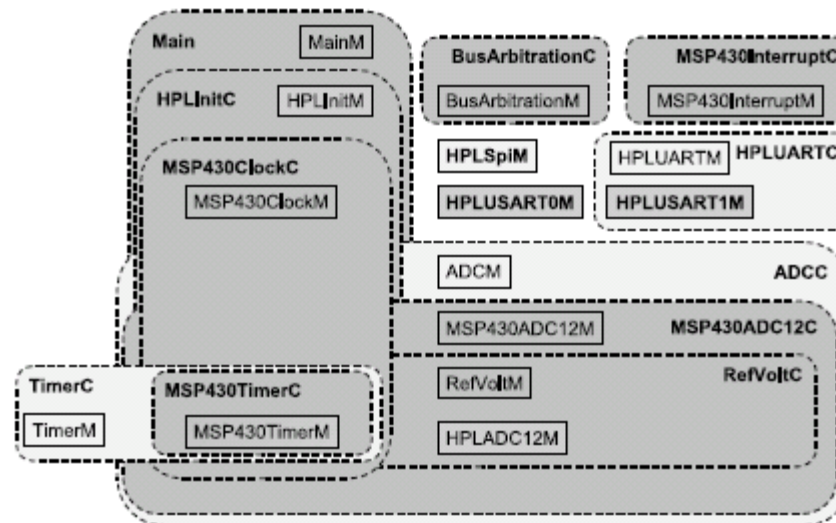 Main
MainM
BusArbitrationC
MSP430InterruptC
HPLInitC
HPLInitM
BusArbitrationM
MSP430InterruptM
MSP430ClockC
HPLSpiM
HPLUARTM
HPLUARTC
MSP430ClockM
HPLUSART0M
HPLUSART1M
ADCM
ADCC
MSP430ADC12M
MSP430ADC12C
TimerC
MSP430TimerC
RefVoltM
RefVoltC
TimerM
MSP430TimerM
HPLADC12M